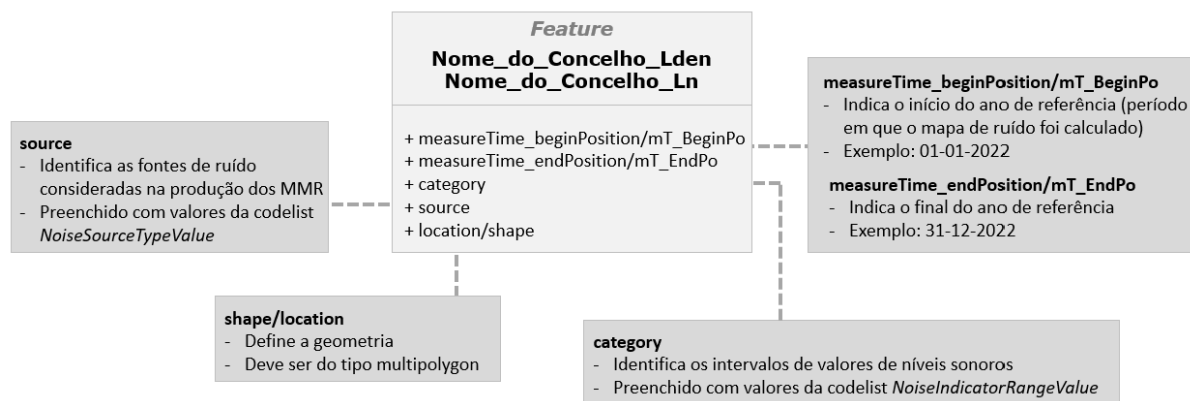 Feature
Nome_do_Concelho_Lden
Nome_do_Concelho_Ln
+ measureTime_beginPosition/mT_BeginPo
+ measureTime_endPosition/mT_EndPo
+ category
+ source
+ location/shape
source
- Identifica as fontes de ruído
consideradas na produção dos MMR
- Preenchido com valores da codelist
NoiseSourceTypeValue
measureTime_beginPosition/mT_BeginPo
- Indica o início do ano de referência (período
em que o mapa de ruído foi calculado)
- Exemplo: 01-01-2022
measureTime_endPosition/mT_EndPo
- Indica o final do ano de referência
- Exemplo: 31-12-2022
shape/location
- Define a geometria
- Deve ser do tipo multipolygon
category
- Identifica os intervalos de valores de níveis sonoros
- Preenchido com valores da codelist NoiseIndicatorRangeValue